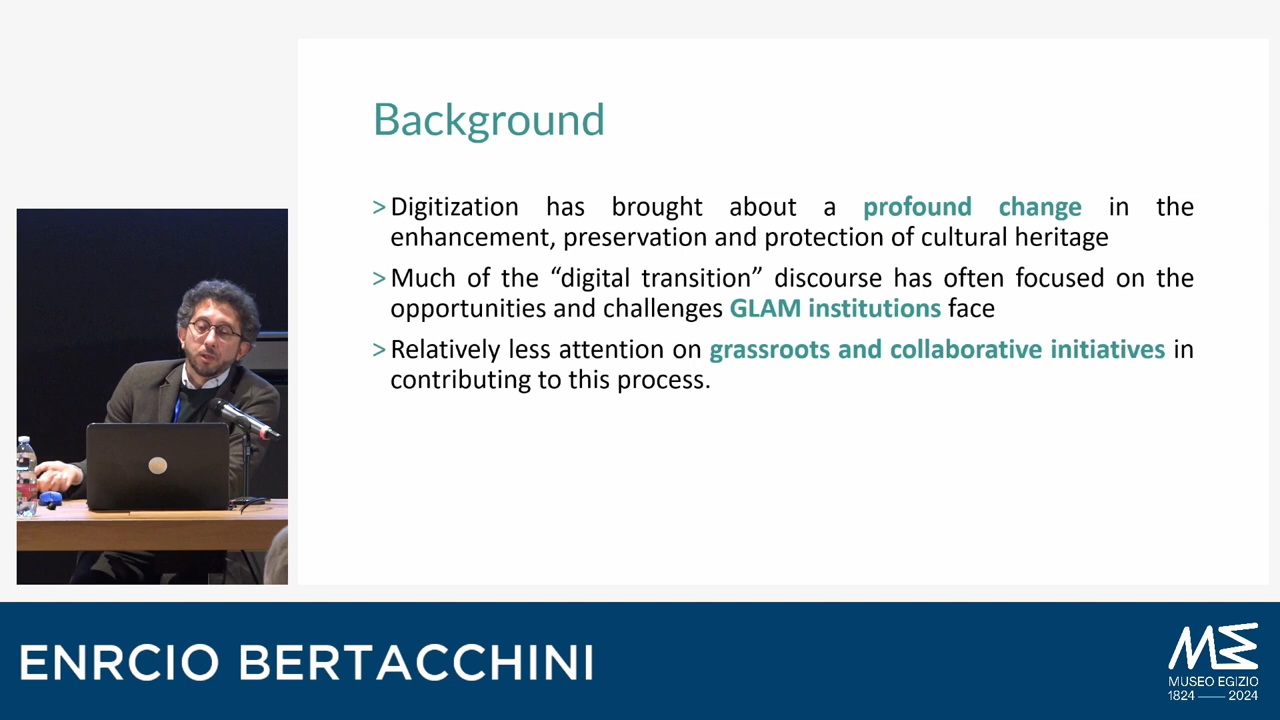 Background
> Digitization has brought about a profound change in the
enhancement, preservation and protection of cultural heritage
> Much of the “digital transition” discourse has often focused on the
opportunities and challenges GLAM institutions face
> Relatively less attention on grassroots and collaborative initiatives in
contributing to this process.
ENRCIO BERTACCHINI
ME
MUSEO EGIZIO
1824 — 2024